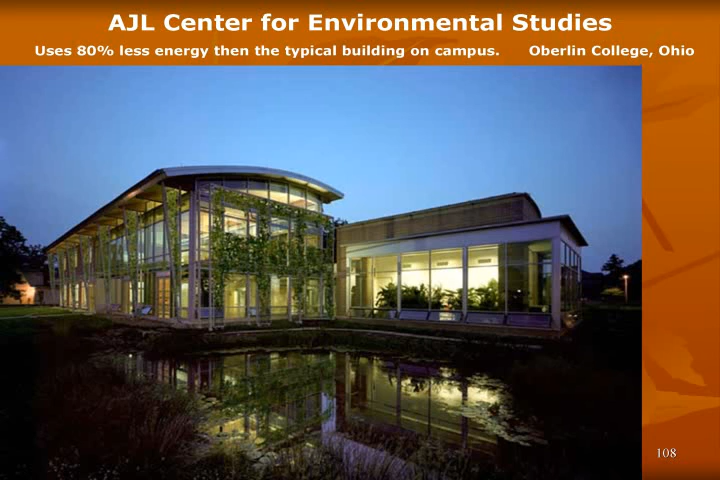 AJL Center for Environmental Studies
Uses 80% less energy then the typical building on campus. Oberlin College, Ohio
108